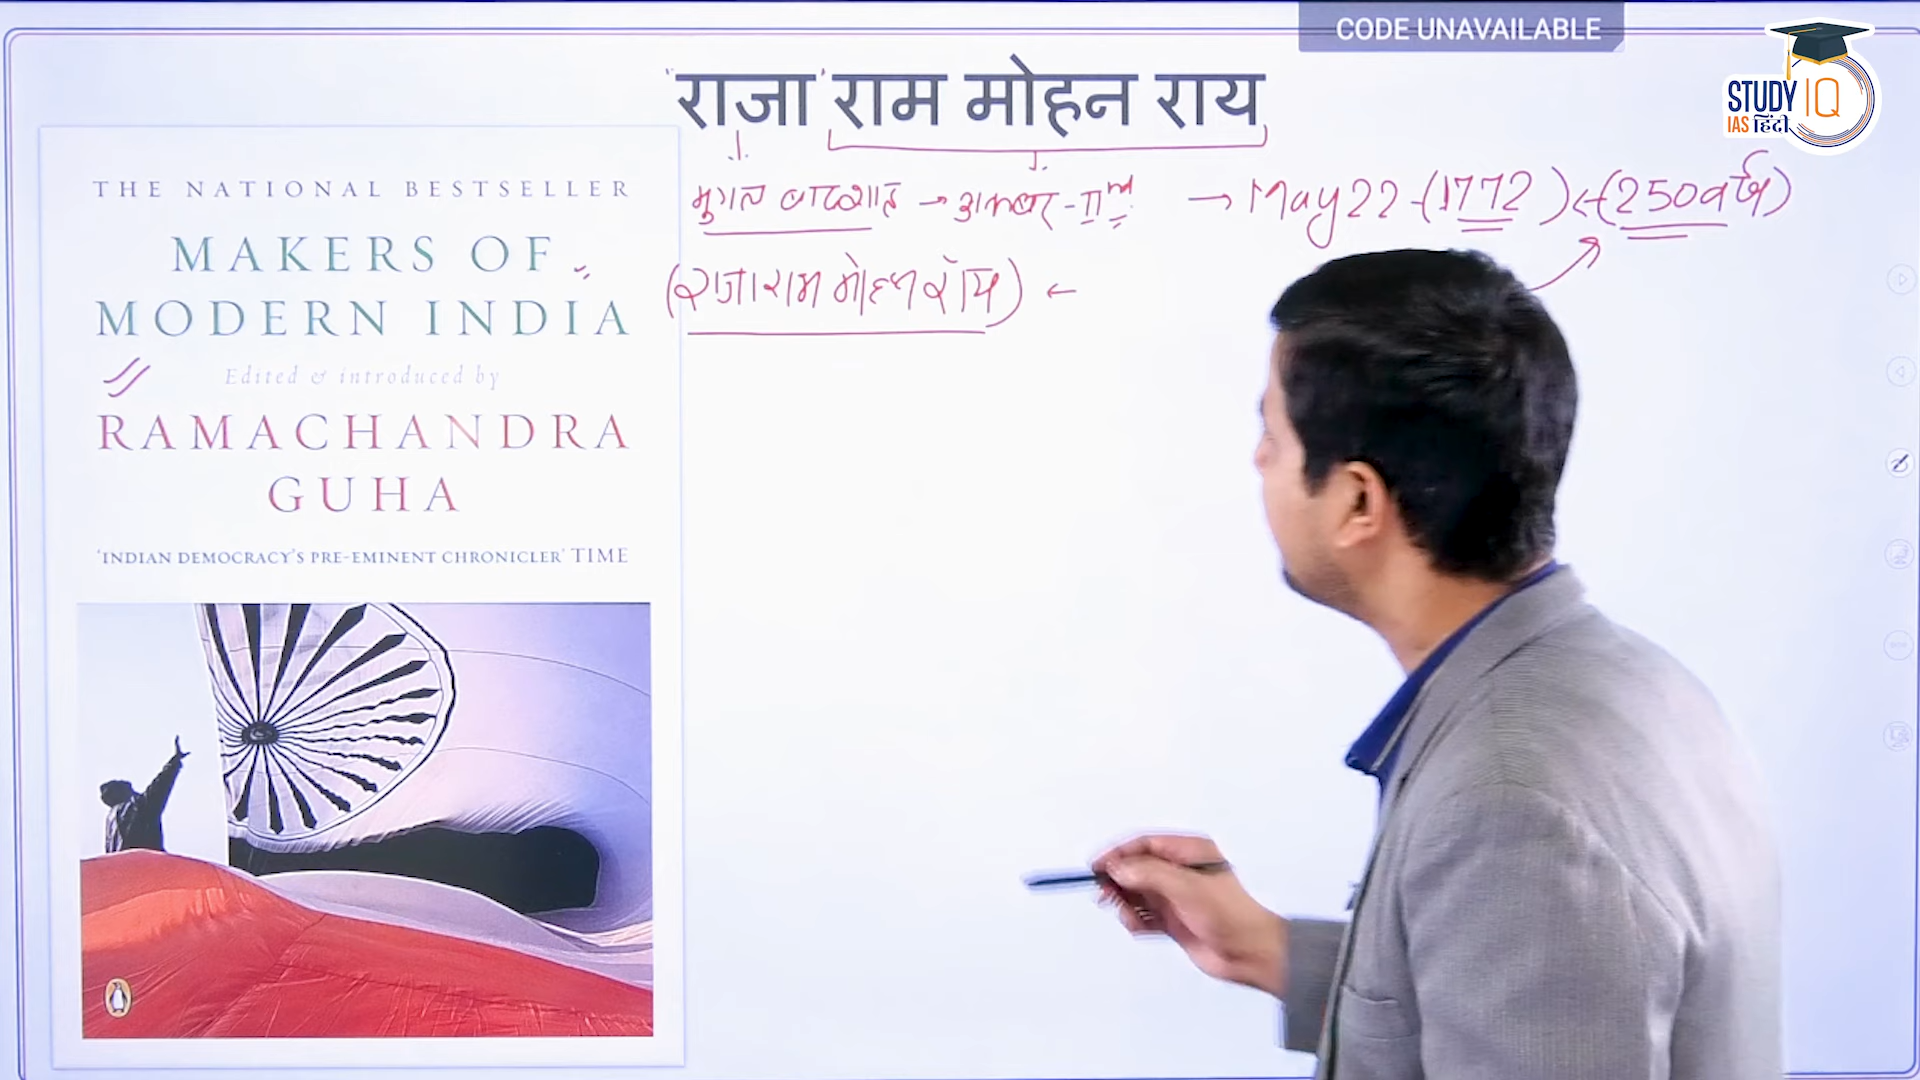 CODE UNAVAILABLE
STUDY IQ
IAS हिंदी
'राजा' राम मोहन राय
मुगल बादशाह → अकबर - IInd
→ May 22 - (1772) ← (250 वर्ष)
(राजा राम मोहन रॉय) ←
THE NATIONAL BESTSELLER
MAKERS OF
MODERN INDIA
Edited & introduced by
RAMACHANDRA
GUHA
'INDIAN DEMOCRACY'S PRE-EMINENT CHRONICLER' TIME